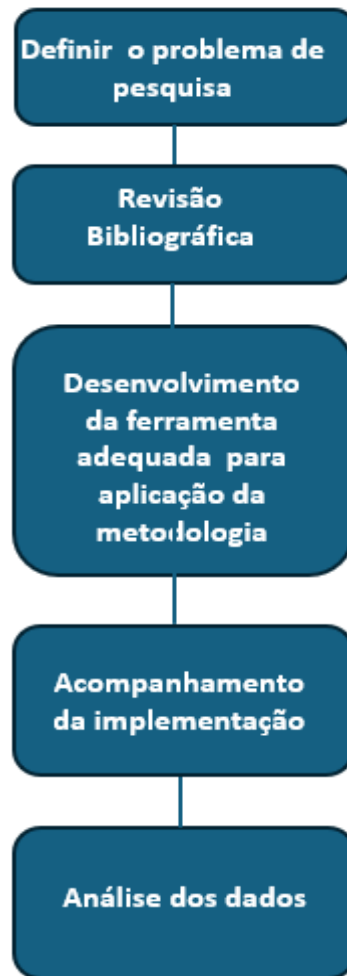 Definir o problema de
pesquisa
Revisão
Bibliográfica
Desenvolvimento
da ferramenta
adequada para
aplicação da
metodologia
Acompanhamento
da implementação
Análise dos dados